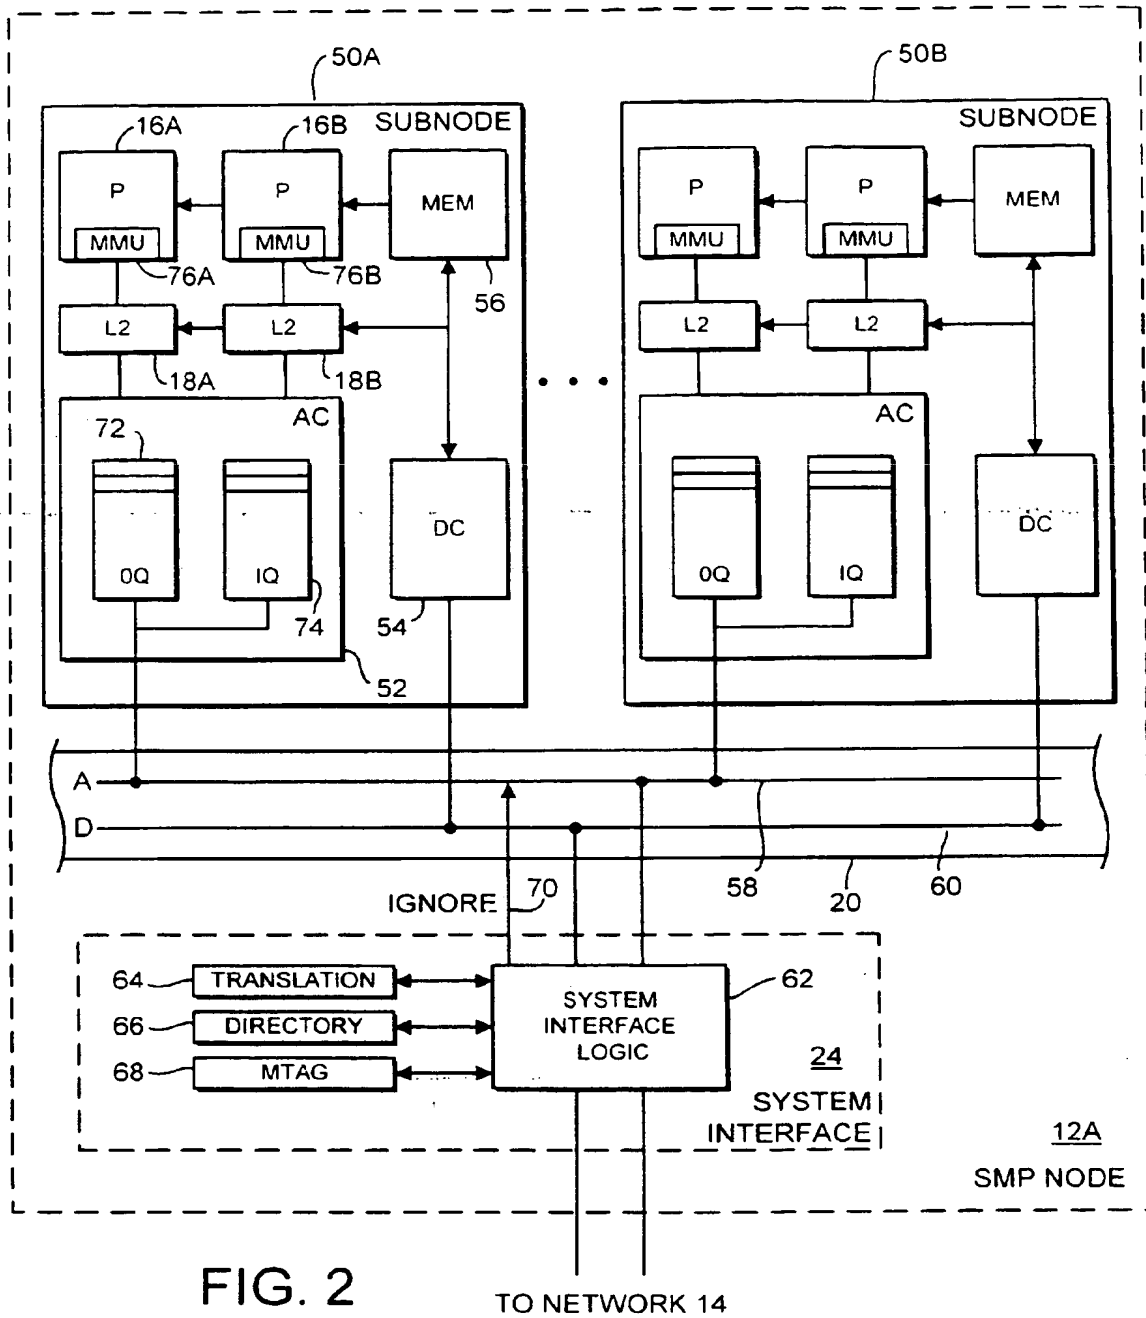 50A
50B
SUBNODE
SUBNODE
16A
16B
P
P
MEM
P
P
MEM
MMU
MMU
MMU
MMU
76A
76B
56
L2
L2
L2
L2
18A
18B
AC
AC
72
DC
DC
0Q
IQ
0Q
IQ
74
54
52
A
D
58
60
20
IGNORE
70
64
TRANSLATION
66
DIRECTORY
68
MTAG
SYSTEM
INTERFACE
LOGIC
62
24
SYSTEM
INTERFACE
12A
SMP NODE
FIG. 2
TO NETWORK 14